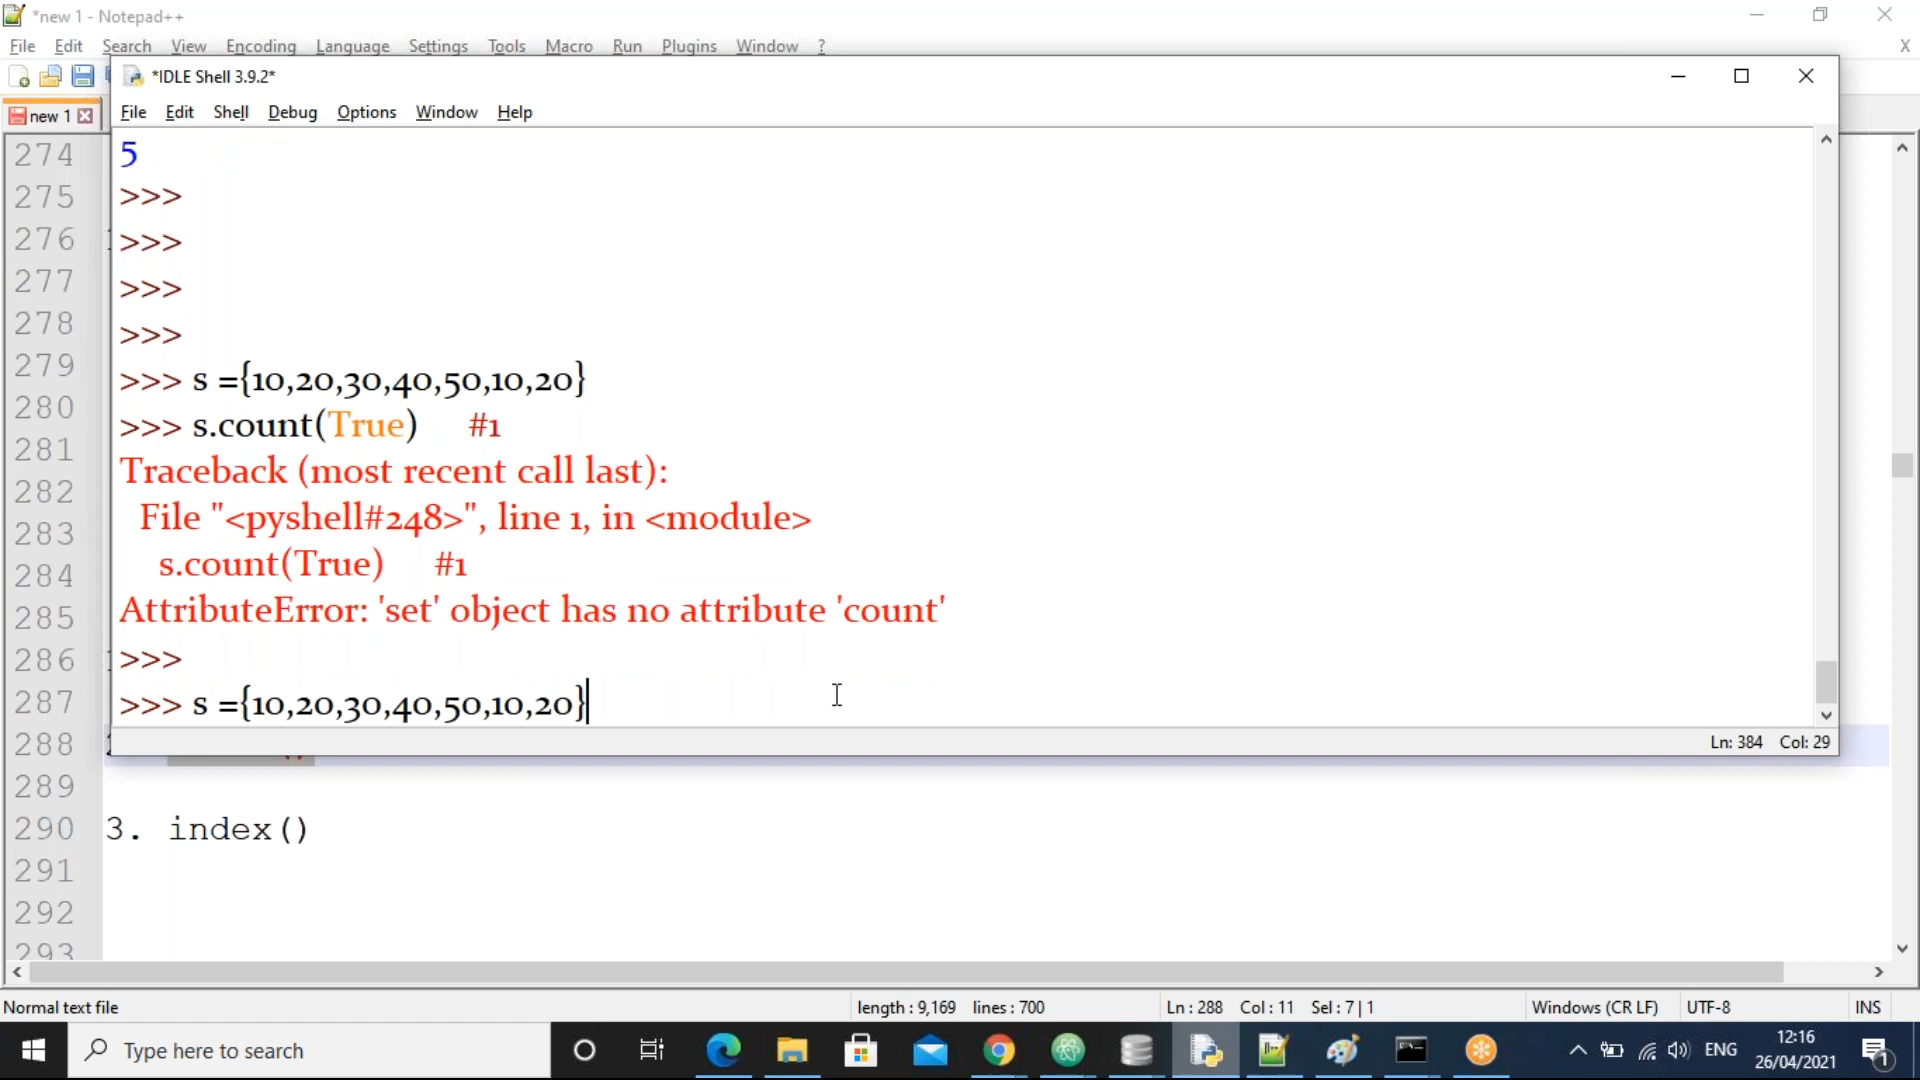 *new 1 - Notepad++
File Edit Search View Encoding Language Settings Tools Macro Run Plugins Window ?
X
*IDLE Shell 3.9.2*
new 1
File Edit Shell Debug Options Window Help
274
275
276
277
278
279
280
281
282
283
284
285
286
287
288
289
290 3. index()
291
292
293
5
>>>
>>>
>>>
>>>
>>> s ={10,20,30,40,50,10,20}
>>> s.count(True) #1
Traceback (most recent call last):
File "<pyshell#248>", line 1, in <module>
s.count(True) #1
AttributeError: 'set' object has no attribute 'count'
>>>
>>> s ={10,20,30,40,50,10,20}
Ln: 384 Col: 29
Normal text file length : 9,169 lines : 700 Ln : 288 Col : 11 Sel : 7 | 1 Windows (CR LF) UTF-8 INS
Type here to search
ENG
12:16
26/04/2021
1